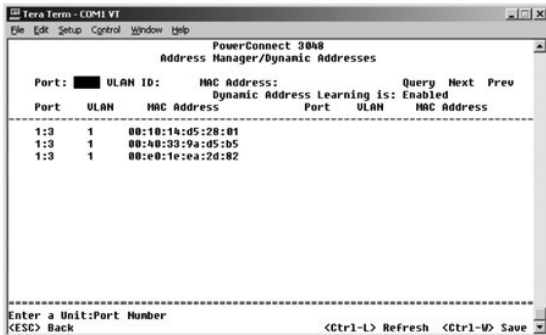 Tera Term - COM1 VT
File Edit Setup Control Window Help
PowerConnect 3048
Address Manager/Dynamic Addresses
Port: VLAN ID: MAC Address: Query Next Prev
Dynamic Address Learning is: Enabled
Port VLAN MAC Address Port VLAN MAC Address
1:3 1 00:10:14:d5:28:01
1:3 1 00:40:33:9a:d5:b5
1:3 1 00:e0:1e:ea:2d:82
Enter a Unit:Port Number
<ESC> Back <Ctrl-L> Refresh <Ctrl-W> Save